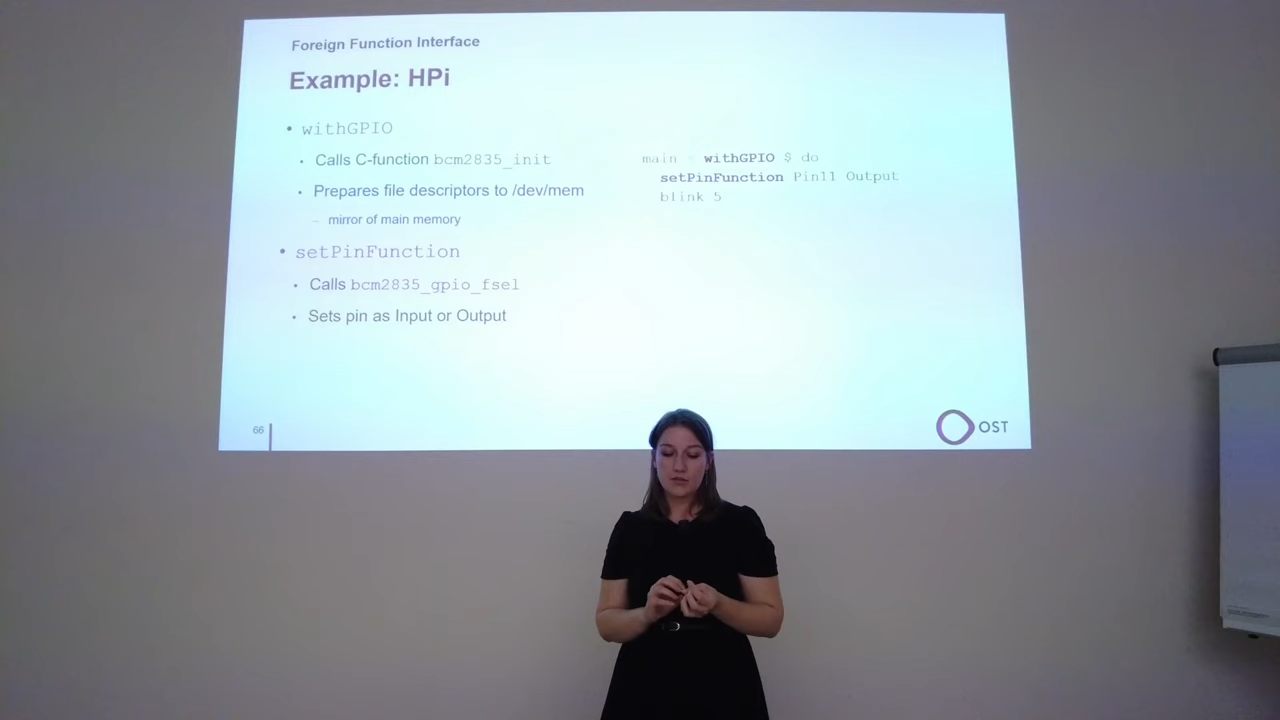 Foreign Function Interface
Example: HPi
• withGPIO
• Calls C-function bcm2835_init
• Prepares file descriptors to /dev/mem
– mirror of main memory
• setPinFunction
• Calls bcm2835_gpio_fsel
• Sets pin as Input or Output
main = withGPIO $ do
setPinFunction Pin11 Output
blink 5
66
OST